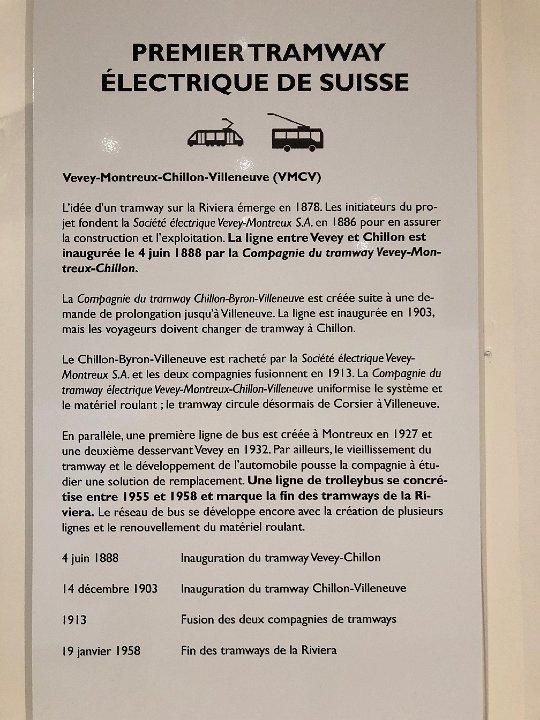 PREMIER TRAMWAY
ÉLECTRIQUE DE SUISSE
Vevey-Montreux-Chillon-Villeneuve (VMCV)
L'idée d'un tramway sur la Riviera émerge en 1878. Les initiateurs du pro-
jet fondent la Société électrique Vevey-Montreux S.A. en 1886 pour en assurer
la construction et l'exploitation. La ligne entre Vevey et Chillon est
inaugurée le 4 juin 1888 par la Compagnie du tramway Vevey-Mon-
treux-Chillon.
La Compagnie du tramway Chillon-Byron-Villeneuve est créée suite à une de-
mande de prolongation jusqu'à Villeneuve. La ligne est inaugurée en 1903,
mais les voyageurs doivent changer de tramway à Chillon.
Le Chillon-Byron-Villeneuve est racheté par la Société électrique Vevey-
Montreux S.A. et les deux compagnies fusionnent en 1913. La Compagnie du
tramway électrique Vevey-Montreux-Chillon-Villeneuve uniformise le système et
le matériel roulant ; le tramway circule désormais de Corsier à Villeneuve.
En parallèle, une première ligne de bus est créée à Montreux en 1927 et
une deuxième desservant Vevey en 1932. Par ailleurs, le vieillissement du
tramway et le développement de l'automobile pousse la compagnie à étu-
dier une solution de remplacement. Une ligne de trolleybus se concré-
tise entre 1955 et 1958 et marque la fin des tramways de la Ri-
viera. Le réseau de bus se développe encore avec la création de plusieurs
lignes et le renouvellement du matériel roulant.
4 juin 1888 Inauguration du tramway Vevey-Chillon
14 décembre 1903 Inauguration du tramway Chillon-Villeneuve
1913 Fusion des deux compagnies de tramways
19 janvier 1958 Fin des tramways de la Riviera